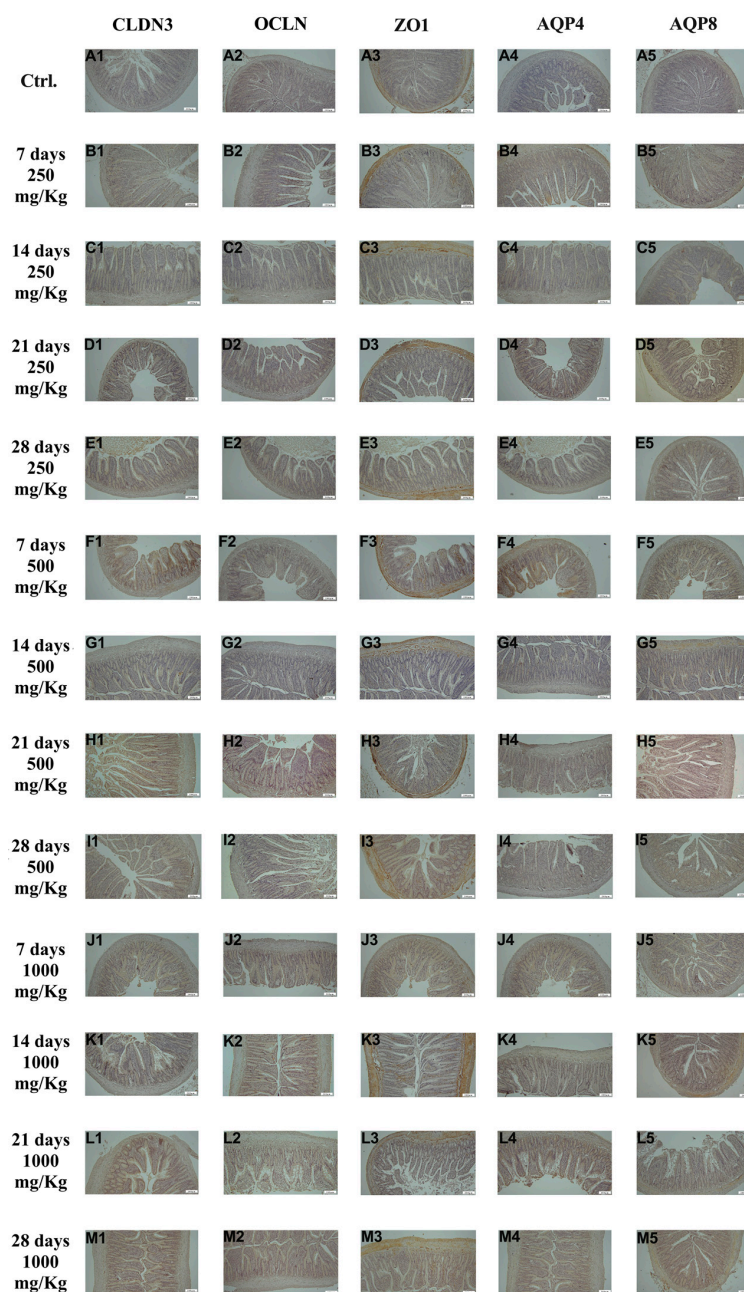 CLDN3 OCLN ZO1 AQP4 AQP8
Ctrl. A1 A2 A3 A4 A5
7 days
250
mg/Kg
B1 B2 B3 B4 B5
14 days
250
mg/Kg
C1 C2 C3 C4 C5
21 days
250
mg/Kg
D1 D2 D3 D4 D5
28 days
250
mg/Kg
E1 E2 E3 E4 E5
7 days
500
mg/Kg
F1 F2 F3 F4 F5
14 days
500
mg/Kg
G1 G2 G3 G4 G5
21 days
500
mg/Kg
H1 H2 H3 H4 H5
28 days
500
mg/Kg
I1 I2 I3 I4 I5
7 days
1000
mg/Kg
J1 J2 J3 J4 J5
14 days
1000
mg/Kg
K1 K2 K3 K4 K5
21 days
1000
mg/Kg
L1 L2 L3 L4 L5
28 days
1000
mg/Kg
M1 M2 M3 M4 M5